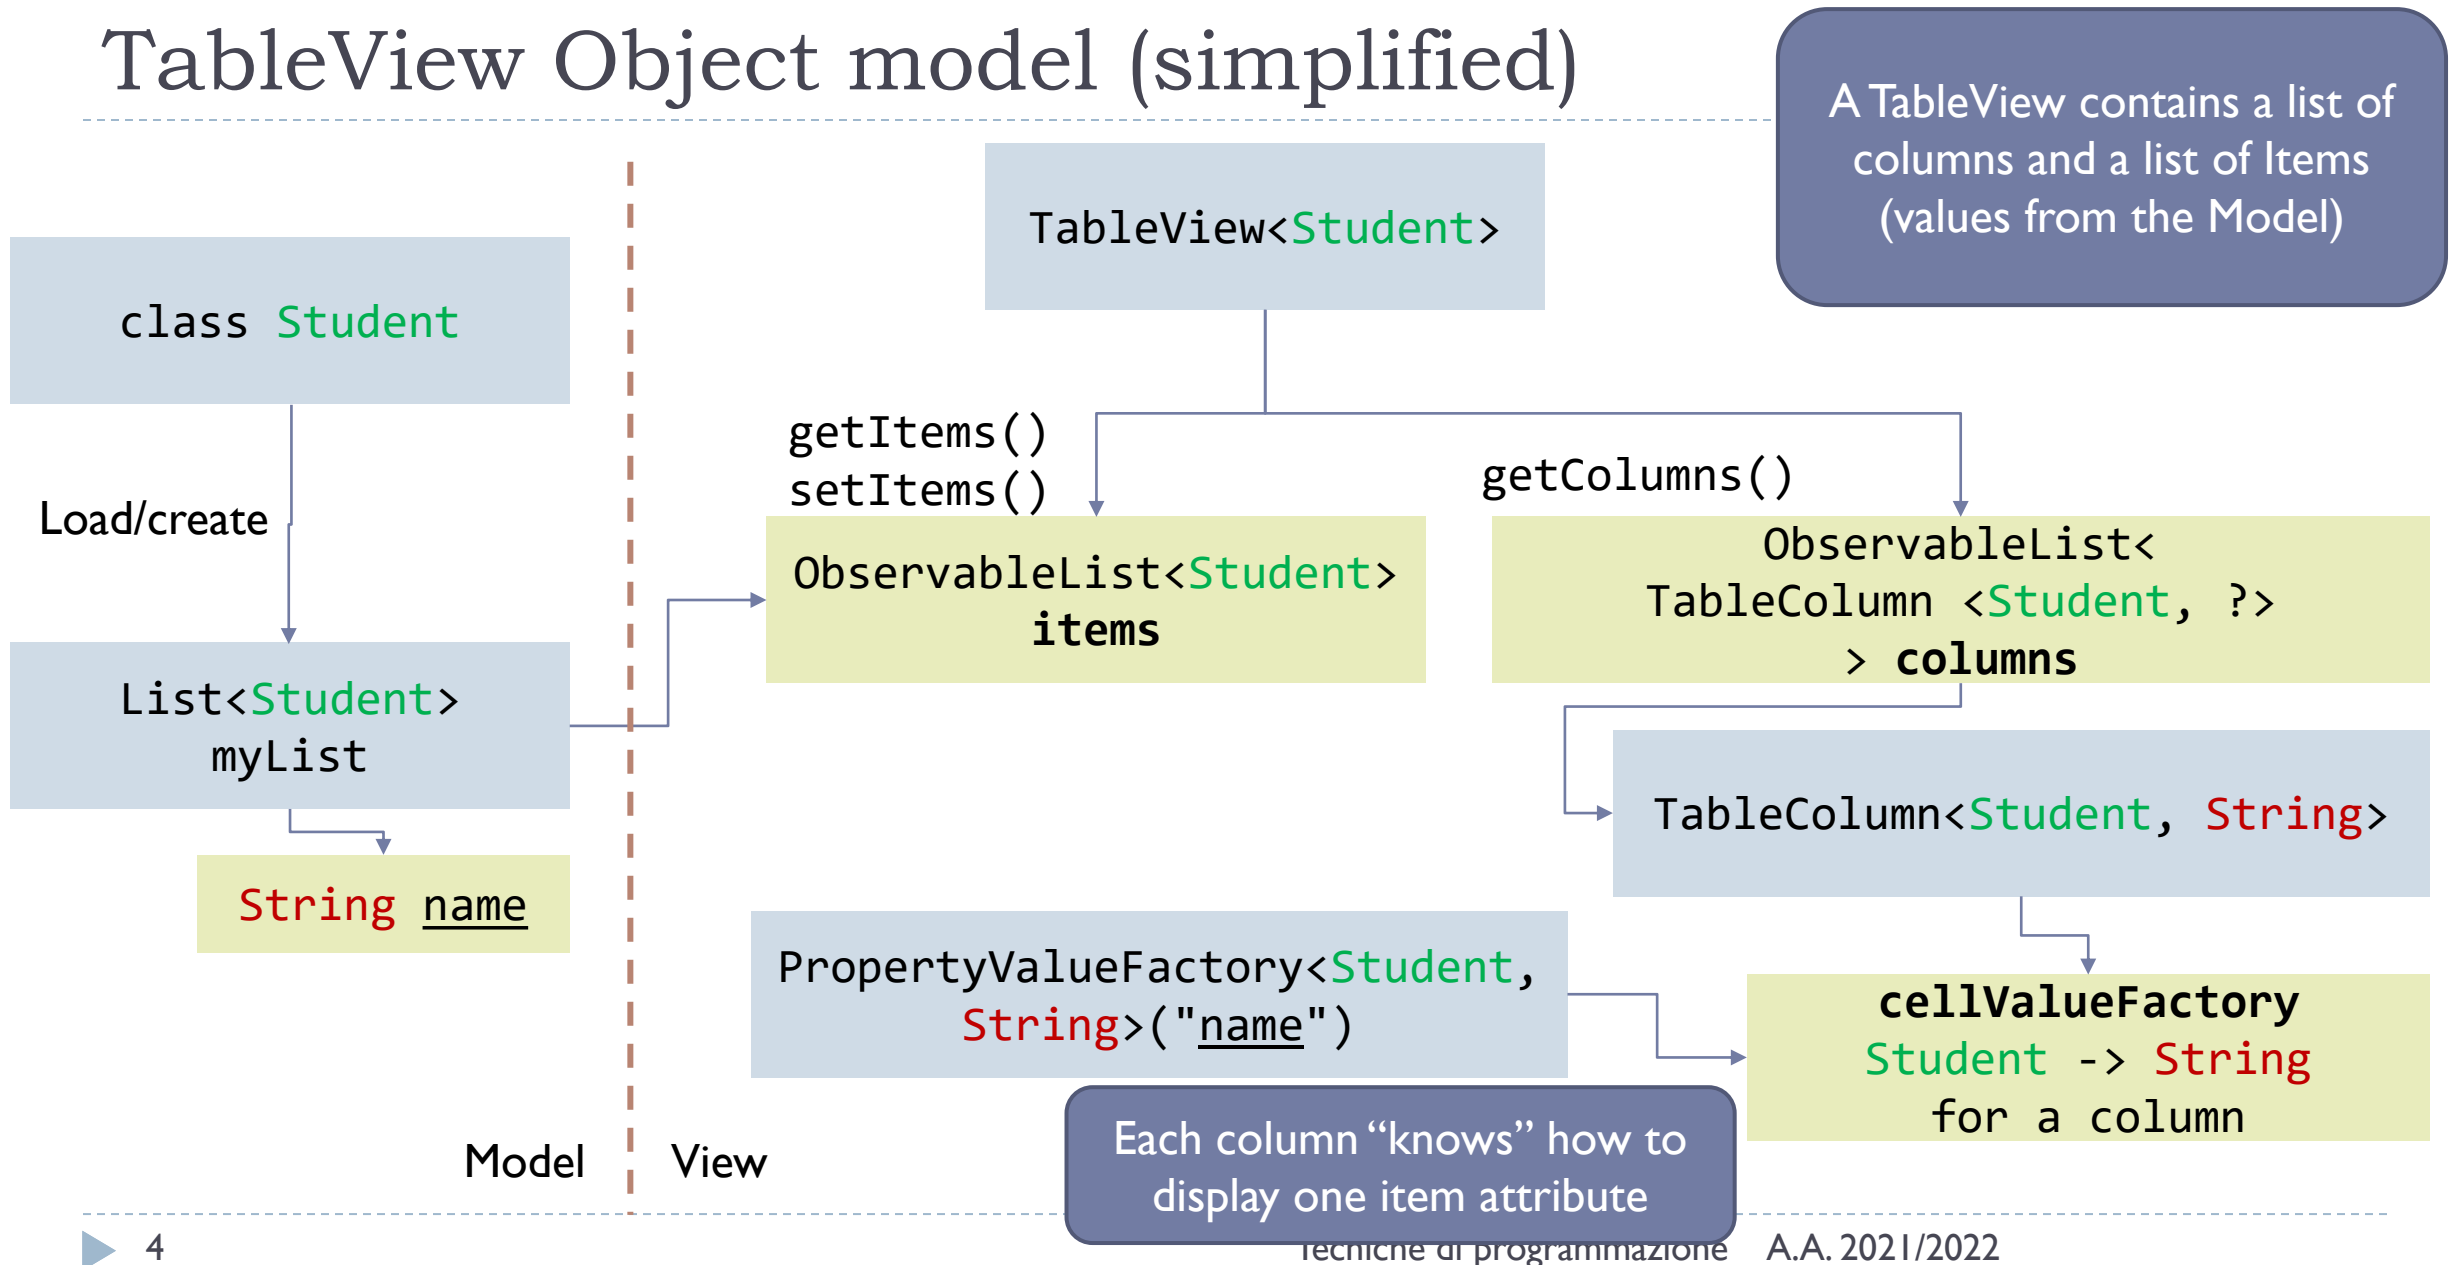 TableView Object model (simplified)
A TableView contains a list of
columns and a list of Items
(values from the Model)
class Student
Load/create
List<Student>
myList
String name
Model
View
TableView<Student>
getItems()
setItems()
ObservableList<Student>
items
getColumns()
ObservableList<
TableColumn <Student, ?>
> columns
TableColumn<Student, String>
PropertyValueFactory<Student,
String>("name")
cellValueFactory
Student -> String
for a column
Each column “knows” how to
display one item attribute
4
Tecniche di programmazione
A.A. 2021/2022